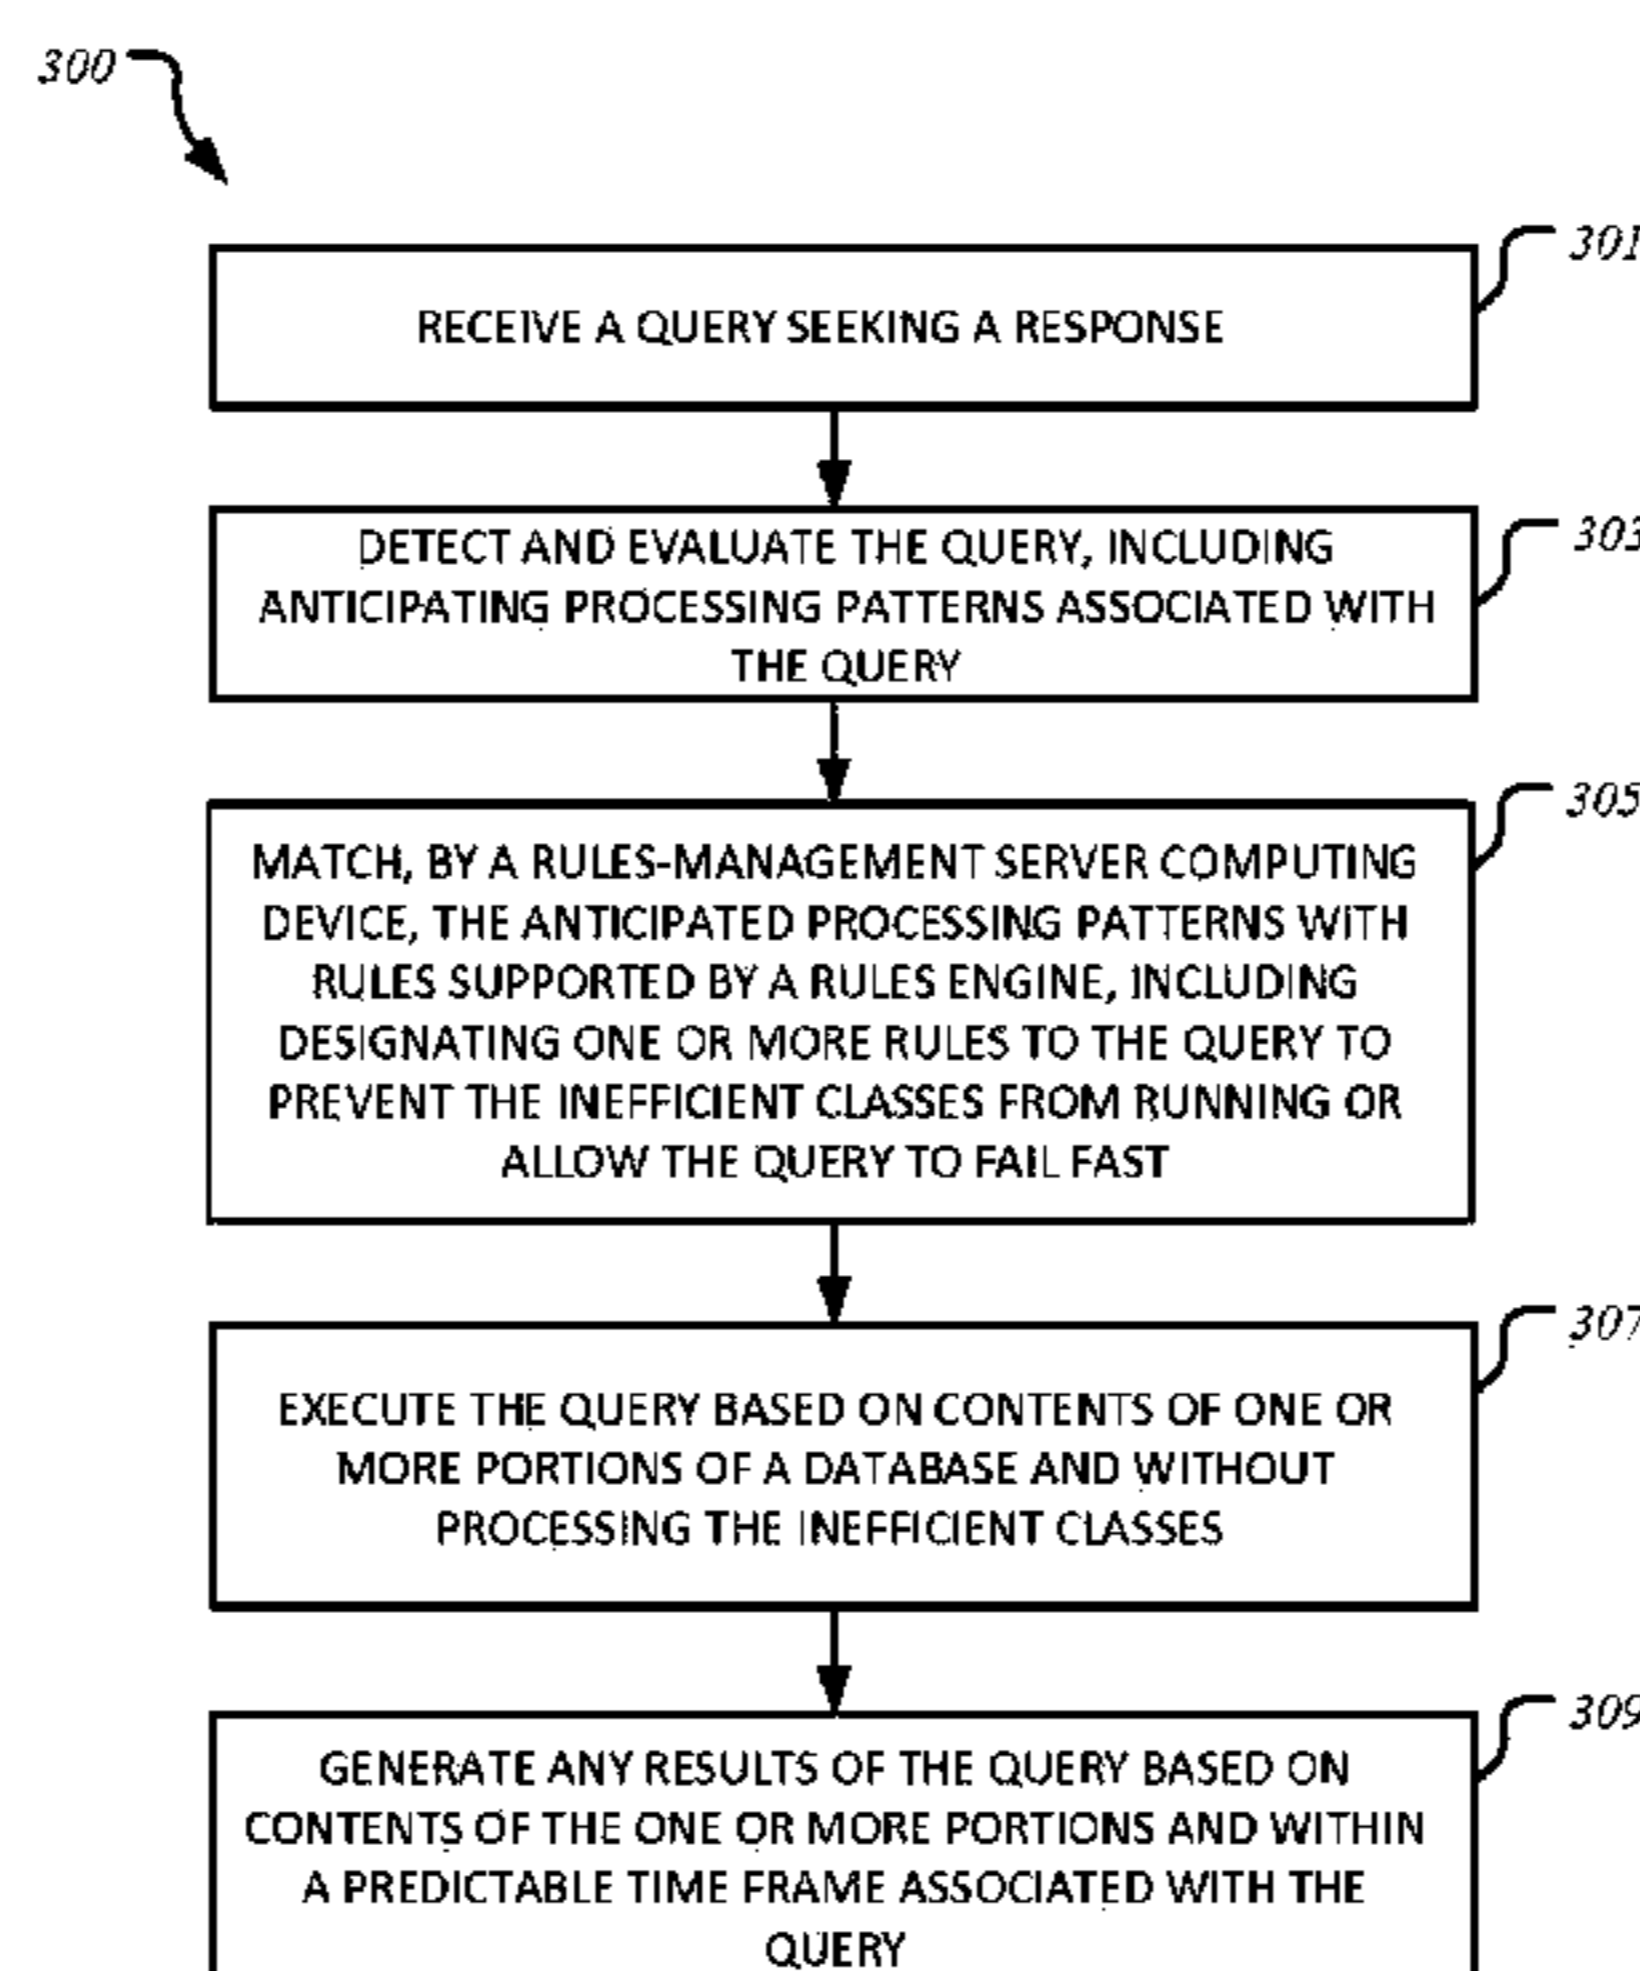 300
301
RECEIVE A QUERY SEEKING A RESPONSE
303
DETECT AND EVALUATE THE QUERY, INCLUDING
ANTICIPATING PROCESSING PATTERNS ASSOCIATED WITH
THE QUERY
305
MATCH, BY A RULES-MANAGEMENT SERVER COMPUTING
DEVICE, THE ANTICIPATED PROCESSING PATTERNS WITH
RULES SUPPORTED BY A RULES ENGINE, INCLUDING
DESIGNATING ONE OR MORE RULES TO THE QUERY TO
PREVENT THE INEFFICIENT CLASSES FROM RUNNING OR
ALLOW THE QUERY TO FAIL FAST
307
EXECUTE THE QUERY BASED ON CONTENTS OF ONE OR
MORE PORTIONS OF A DATABASE AND WITHOUT
PROCESSING THE INEFFICIENT CLASSES
309
GENERATE ANY RESULTS OF THE QUERY BASED ON
CONTENTS OF THE ONE OR MORE PORTIONS AND WITHIN
A PREDICTABLE TIME FRAME ASSOCIATED WITH THE
QUERY